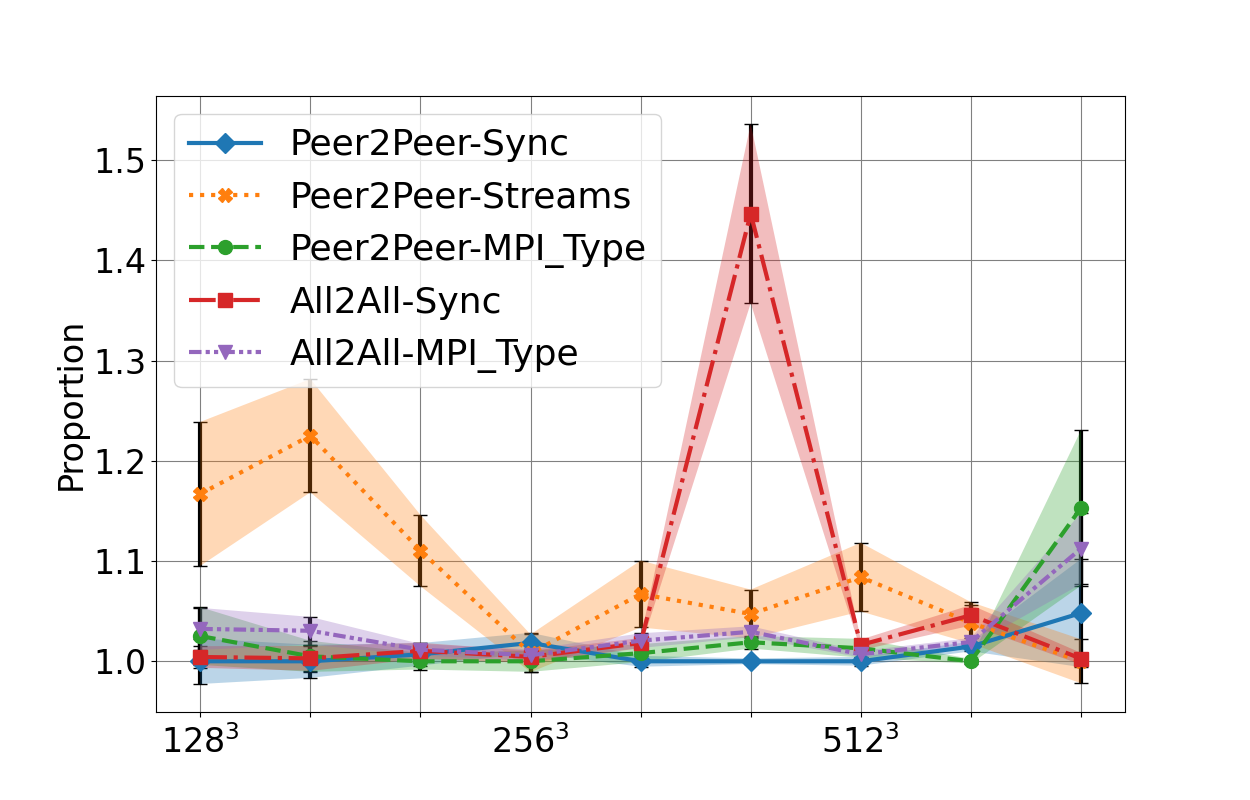 Peer2Peer-Sync
Peer2Peer-Streams
Peer2Peer-MPI_Type
All2All-Sync
All2All-MPI_Type
Proportion
1.5
1.4
1.3
1.2
1.1
1.0
128³ 256³ 512³